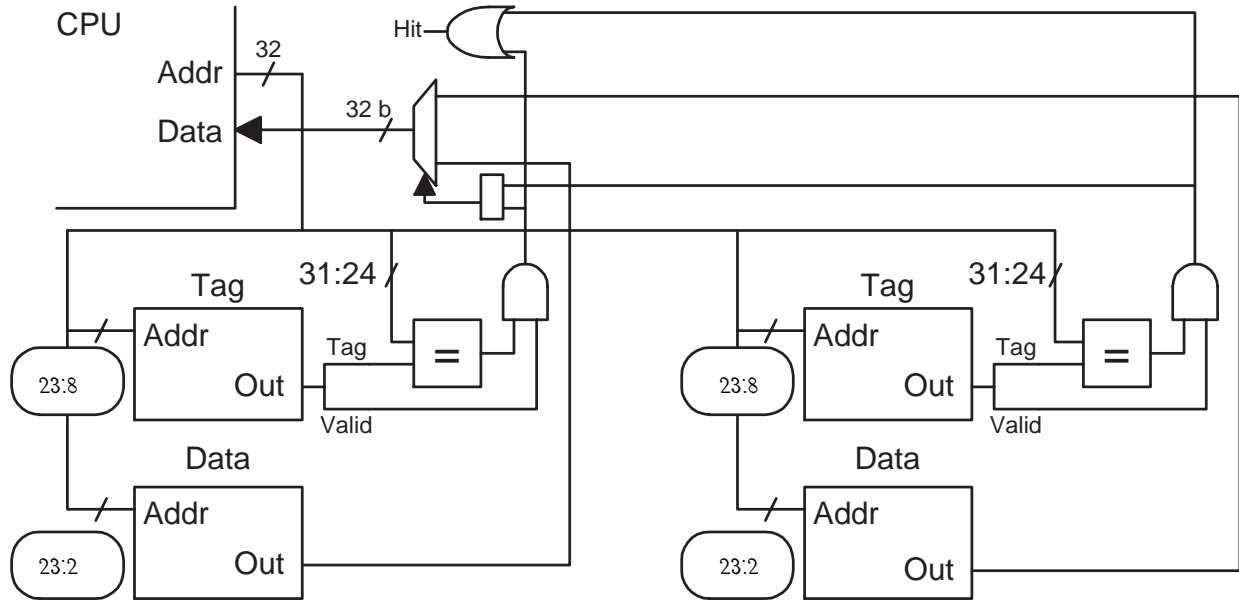 CPU
Hit
Addr
32
32 b
Data
31:24
31:24
Tag
Tag
Addr
=
Addr
=
Tag
Tag
23:8
Out
23:8
Out
Valid
Valid
Data
Data
Addr
Addr
23:2
Out
23:2
Out